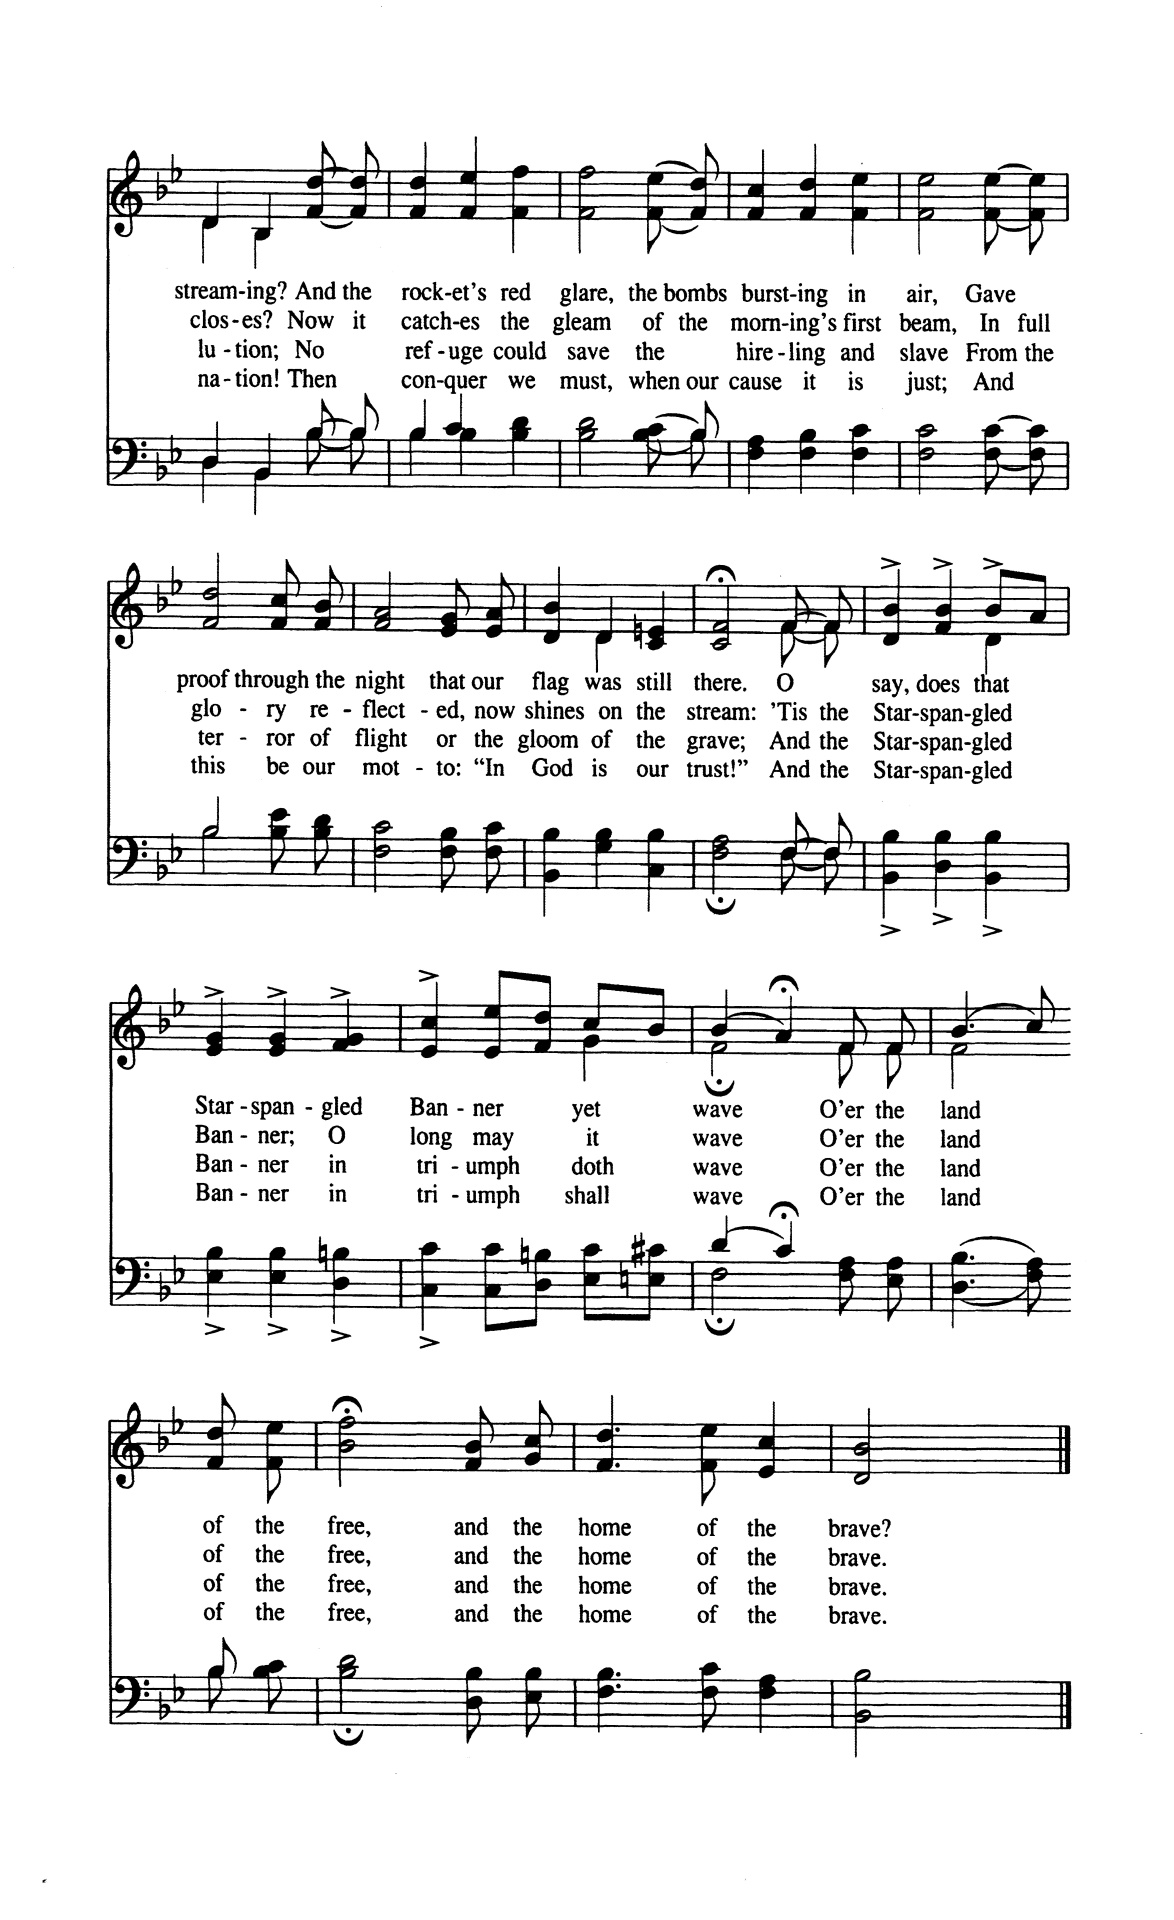 stream-ing? And the rock-et's red glare, the bombs burst-ing in air, Gave
clos-es? Now it catch-es the gleam of the morn-ing's first beam, In full
lu-tion; No ref-uge could save the hire-ling and slave From the
na-tion! Then con-quer we must, when our cause it is just; And
proof through the night that our flag was still there. O say, does that
glo - ry re - flect - ed, now shines on the stream: 'Tis the Star-span-gled
ter - ror of flight or the gloom of the grave; And the Star-span-gled
this be our mot - to: “In God is our trust!” And the Star-span-gled
Star - span - gled Ban - ner yet wave O'er the land
Ban - ner; O long may it wave O'er the land
Ban - ner in tri - umph doth wave O'er the land
Ban - ner in tri - umph shall wave O'er the land
of the free, and the home of the brave?
of the free, and the home of the brave.
of the free, and the home of the brave.
of the free, and the home of the brave.